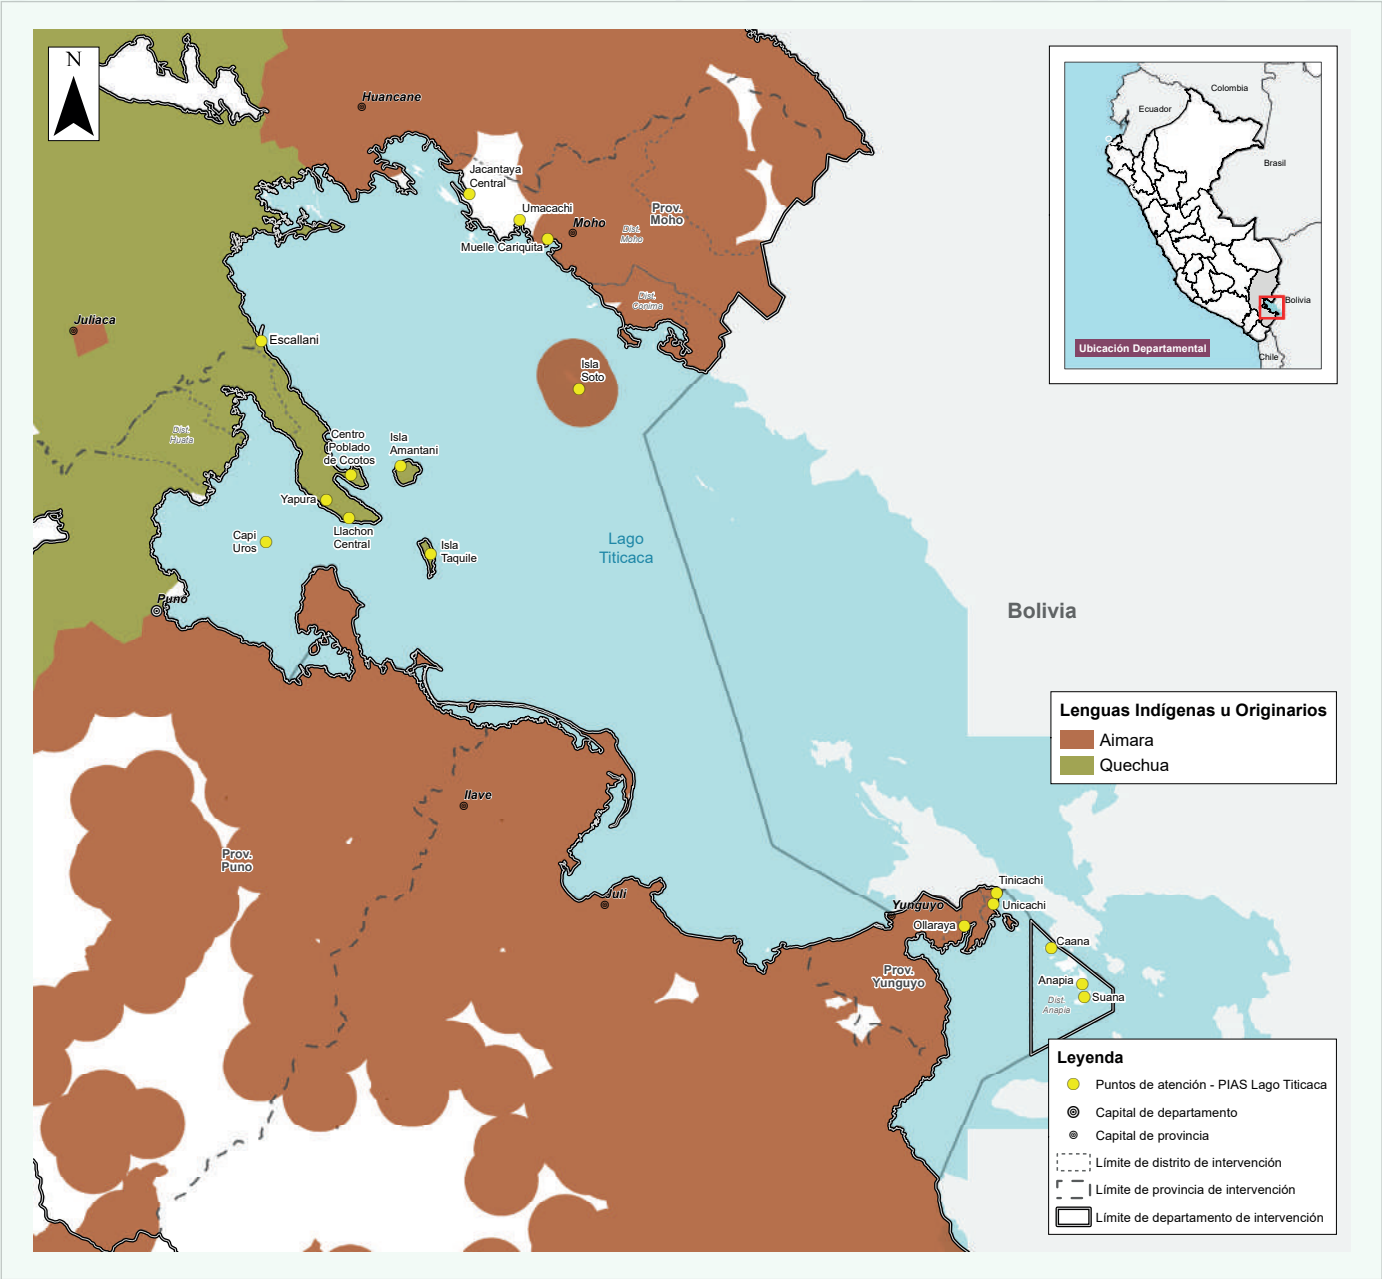 N
Huancane
Jacantaya
Central
Umacachi
Moho
Muelle Cariquita
Prov.
Moho
Dist.
Moho
Dist.
Conima
Juliaca
Escallani
Isla
Soto
Dist.
Huata
Centro
Poblado
de Ccotos
Isla
Amantani
Yapura
Llachon
Central
Capi
Uros
Isla
Taquile
Lago
Titicaca
Puno
Bolivia
Ilave
Prov.
Puno
Juli
Yunguyo
Tinicachi
Unicachi
Ollaraya
Prov.
Yunguyo
Caana
Anapia
Suana
Dist.
Anapia
Colombia
Ecuador
Brasil
Bolivia
Chile
Ubicación Departamental
Lenguas Indígenas u Originarios
Aimara
Quechua
Leyenda
Puntos de atención - PIAS Lago Titicaca
Capital de departamento
Capital de provincia
Límite de distrito de intervención
Límite de provincia de intervención
Límite de departamento de intervención